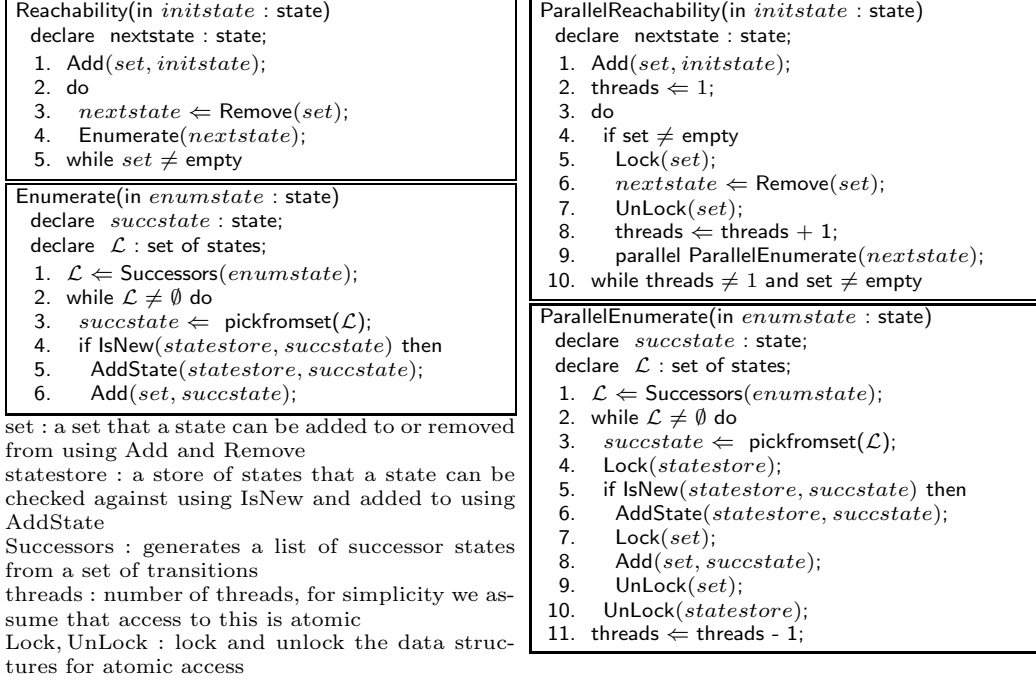 Reachability(in initstate : state)
declare nextstate : state;
1. Add(set, initstate);
2. do
3. nextstate ⇐ Remove(set);
4. Enumerate(nextstate);
5. while set ≠ empty
Enumerate(in enumstate : state)
declare succstate : state;
declare ℒ : set of states;
1. ℒ ⇐ Successors(enumstate);
2. while ℒ ≠ ∅ do
3. succstate ⇐ pickfromset(ℒ);
4. if IsNew(statestore, succstate) then
5. AddState(statestore, succstate);
6. Add(set, succstate);
set : a set that a state can be added to or removed
from using Add and Remove
statestore : a store of states that a state can be
checked against using IsNew and added to using
AddState
Successors : generates a list of successor states
from a set of transitions
threads : number of threads, for simplicity we as-
sume that access to this is atomic
Lock, UnLock : lock and unlock the data struc-
tures for atomic access
ParallelReachability(in initstate : state)
declare nextstate : state;
1. Add(set, initstate);
2. threads ⇐ 1;
3. do
4. if set ≠ empty
5. Lock(set);
6. nextstate ⇐ Remove(set);
7. UnLock(set);
8. threads ⇐ threads + 1;
9. parallel ParallelEnumerate(nextstate);
10. while threads ≠ 1 and set ≠ empty
ParallelEnumerate(in enumstate : state)
declare succstate : state;
declare ℒ : set of states;
1. ℒ ⇐ Successors(enumstate);
2. while ℒ ≠ ∅ do
3. succstate ⇐ pickfromset(ℒ);
4. Lock(statestore);
5. if IsNew(statestore, succstate) then
6. AddState(statestore, succstate);
7. Lock(set);
8. Add(set, succstate);
9. UnLock(set);
10. UnLock(statestore);
11. threads ⇐ threads - 1;